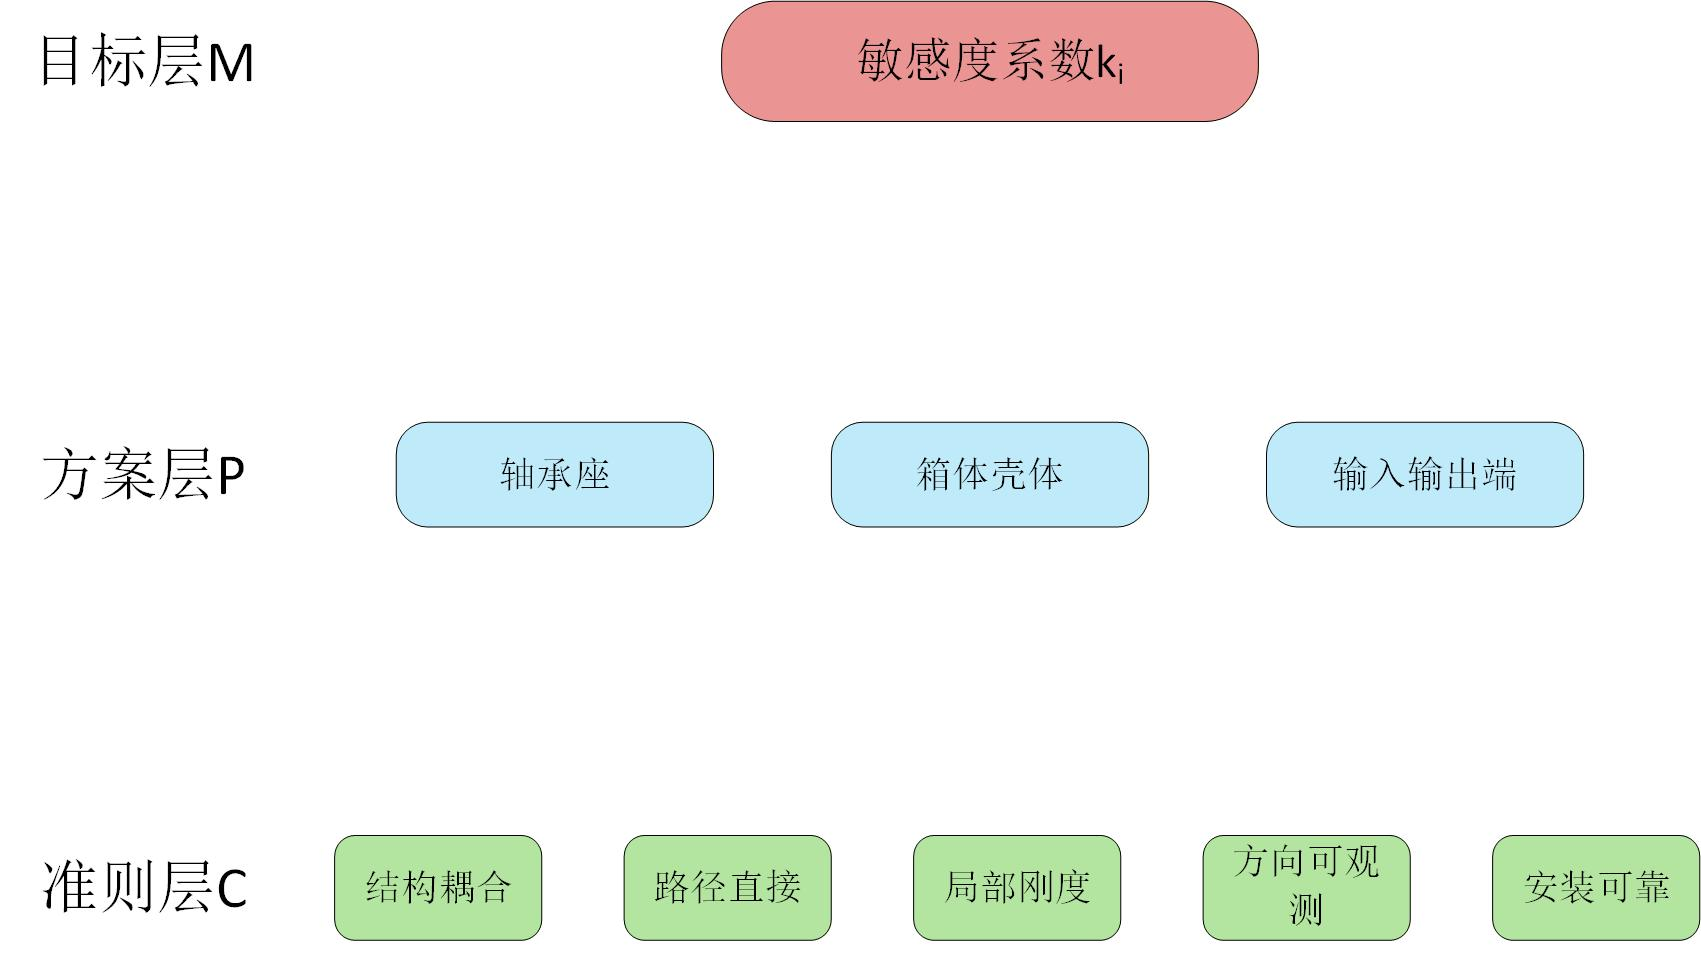 目标层M
敏感度系数kᵢ
方案层P
轴承座
箱体壳体
输入输出端
准则层C
结构耦合
路径直接
局部刚度
方向可观
测
安装可靠